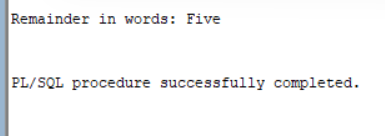 Remainder in words: Five
PL/SQL procedure successfully completed.